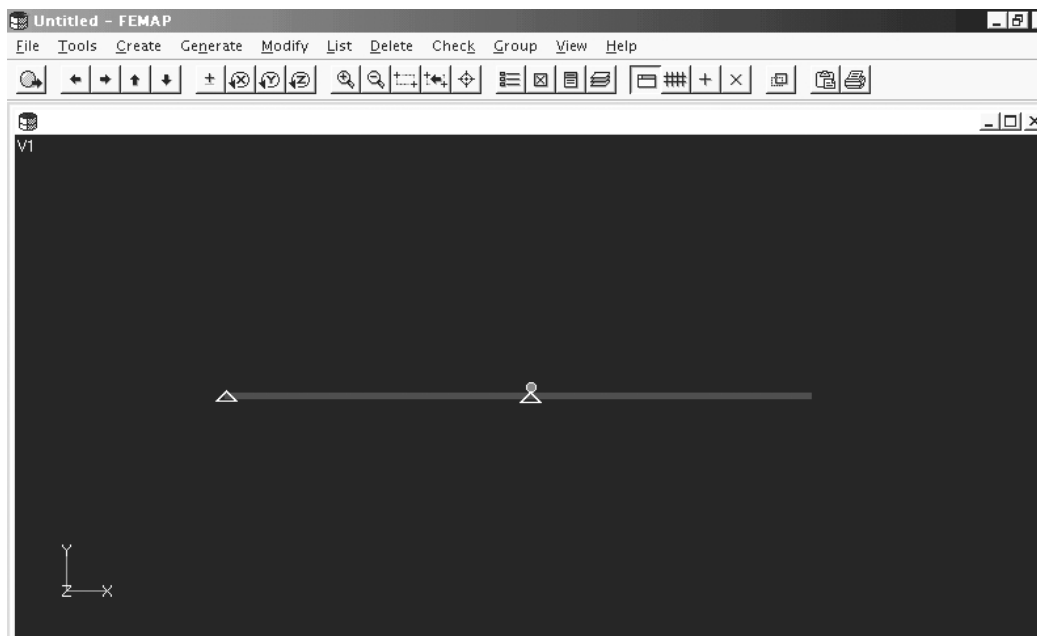 Untitled - FEMAP
File Tools Create Generate Modify List Delete Check Group View Help
± X Y Z
V1
Y
Z X